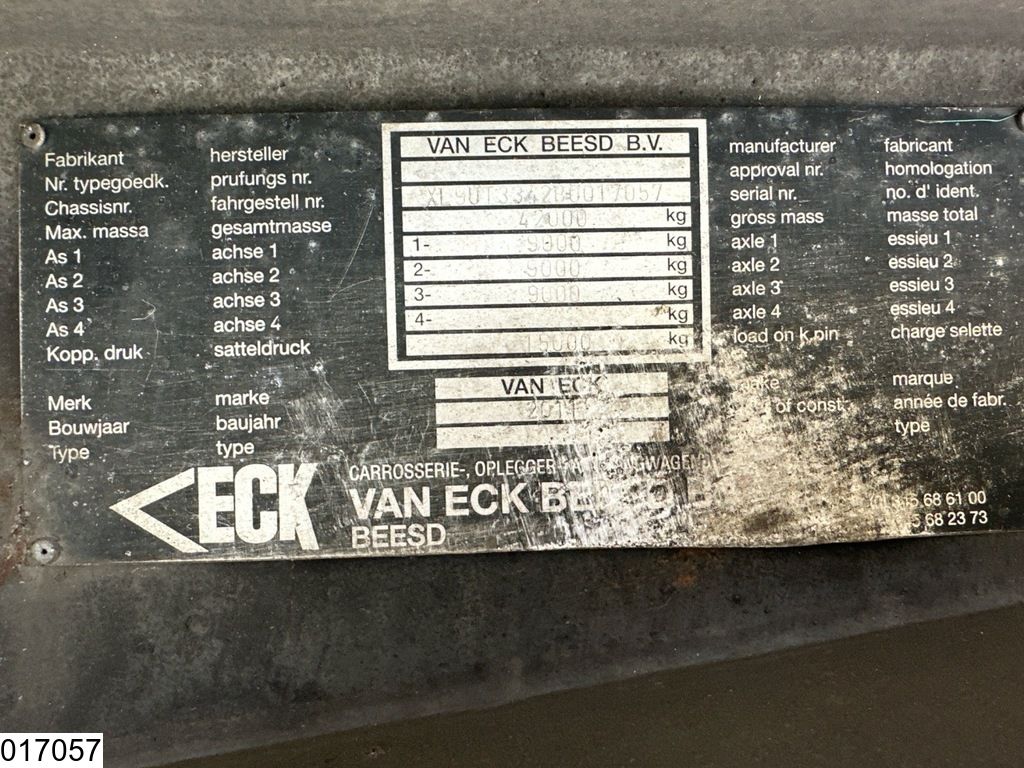 VAN ECK BEESD B.V.
Fabrikant hersteller manufacturer fabricant
Nr. typegoedk. prufungs nr. approval nr. homologation
Chassisnr. fahrgestell nr. serial nr. no. d' ident.
Max. massa gesamtmasse 42000 kg gross mass masse total
As 1 achse 1 1- 9000 kg axle 1 essieu 1
As 2 achse 2 2- 9000 kg axle 2 essieu 2
As 3 achse 3 3- 9000 kg axle 3 essieu 3
As 4 achse 4 4- kg axle 4 essieu 4
Kopp. druk satteldruck 15000 kg load on k.pin charge selette
Merk marke VAN ECK marque
Bouwjaar baujahr 2011 of const. année de fabr.
Type type type
ECK
CARROSSERIE-, OPLEGGER
VAN ECK
BEESD
68 61 00
68 23 73
017057